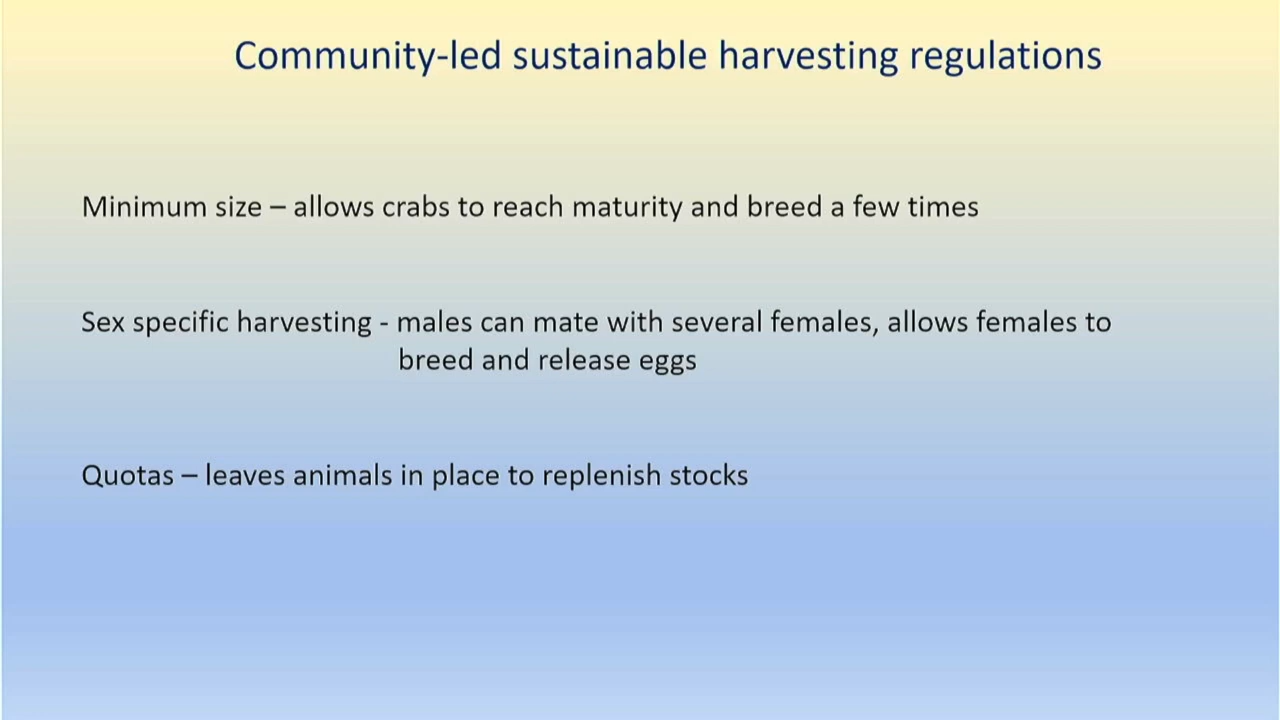 Community-led sustainable harvesting regulations
Minimum size – allows crabs to reach maturity and breed a few times
Sex specific harvesting - males can mate with several females, allows females to
breed and release eggs
Quotas – leaves animals in place to replenish stocks